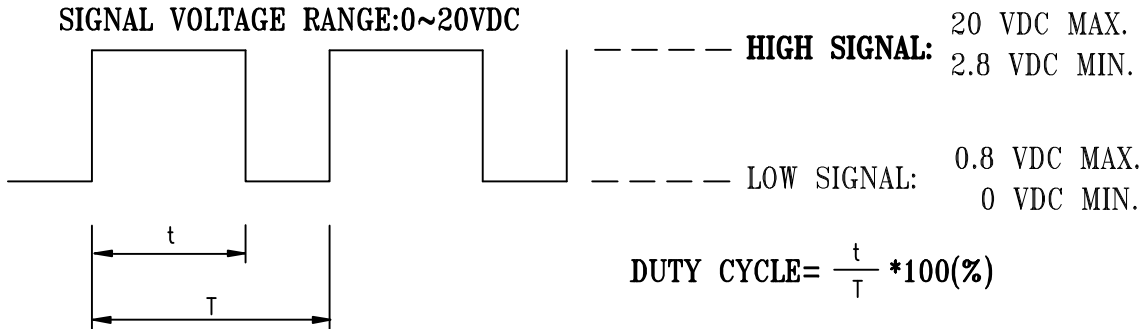 SIGNAL VOLTAGE RANGE:0~20VDC
HIGH SIGNAL: 20 VDC MAX.
2.8 VDC MIN.
LOW SIGNAL: 0.8 VDC MAX.
0 VDC MIN.
t
T
DUTY CYCLE= t/T *100(%)